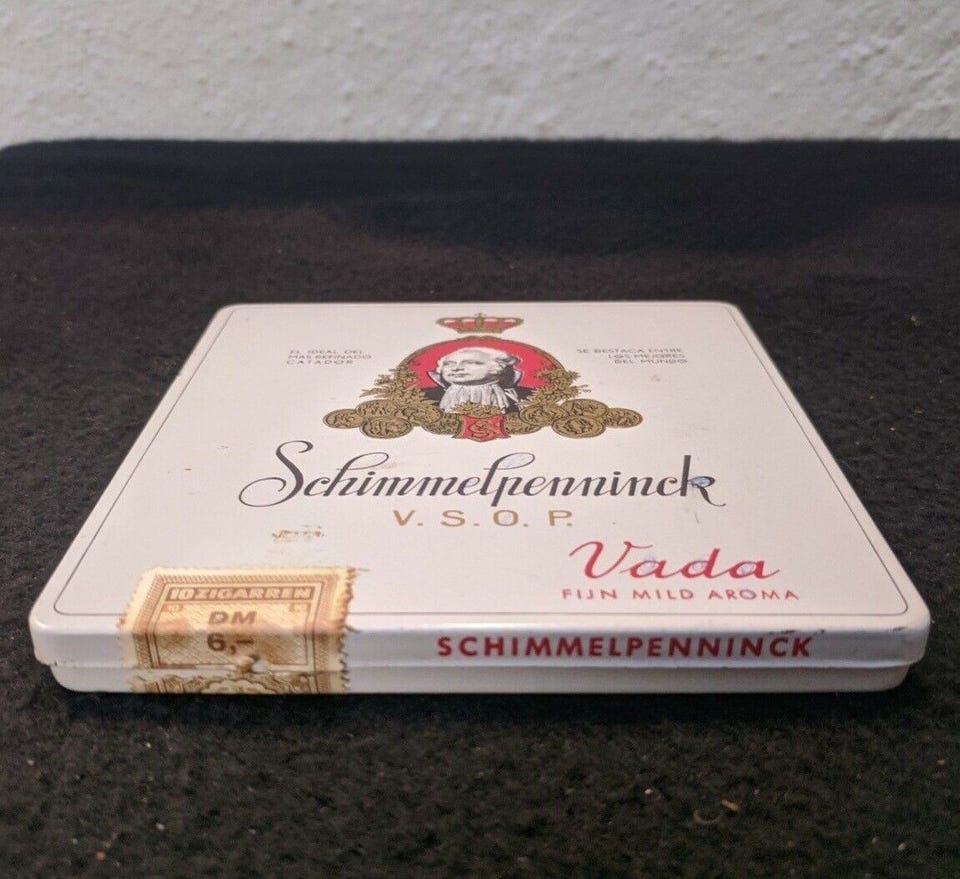 EL IDEAL DEL
MAS REFINADO
CATADOR
SE DESTACA ENTRE
LOS MEJORES
DEL MUNDO
S
Schimmelpenninck
V.S.O.P.
Vada
FIJN MILD AROMA
10 ZIGARREN
DM
6,-
SCHIMMELPENNINCK